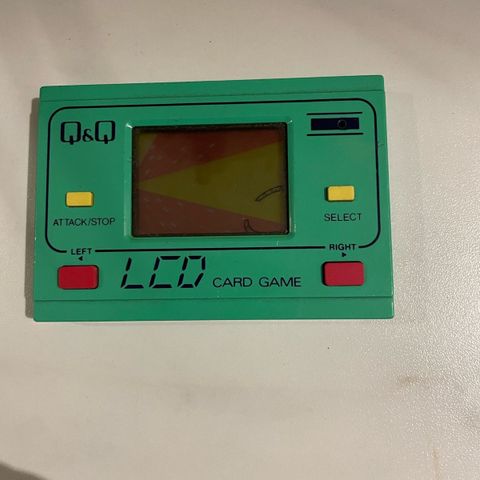 Q&Q
ATTACK/STOP
SELECT
LEFT
RIGHT
LCD CARD GAME